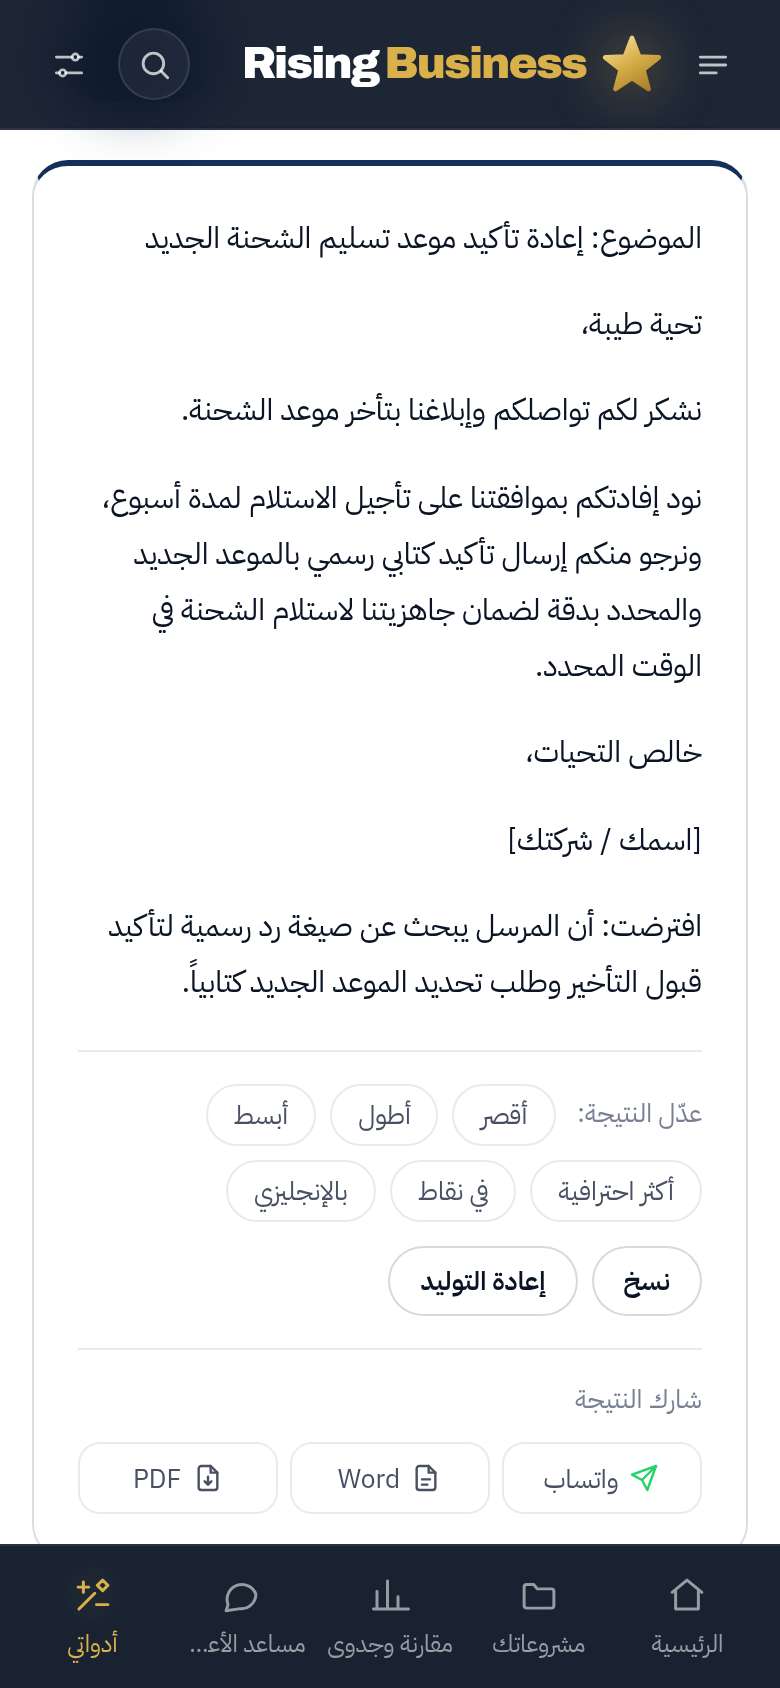 Rising Business
الموضوع: إعادة تأكيد موعد تسليم الشحنة الجديد
تحية طيبة،
نشكر لكم تواصلكم وإبلاغنا بتأخر موعد الشحنة.
نود إفادتكم بموافقتنا على تأجيل الاستلام لمدة أسبوع،
ونرجو منكم إرسال تأكيد كتابي رسمي بالموعد الجديد
والمحدد بدقة لضمان جاهزيتنا لاستلام الشحنة في
الوقت المحدد.
خالص التحيات،
[اسمك / شركتك]
افترضت: أن المرسل يبحث عن صيغة رد رسمية لتأكيد
قبول التأخير وطلب تحديد الموعد الجديد كتابياً.
عدّل النتيجة: أقصر أطول أبسط
أكثر احترافية في نقاط بالإنجليزي
نسخ إعادة التوليد
شارك النتيجة
واتساب Word PDF
الرئيسية مشروعاتك مقارنة وجدوى مساعد الأعـ... أدواتي